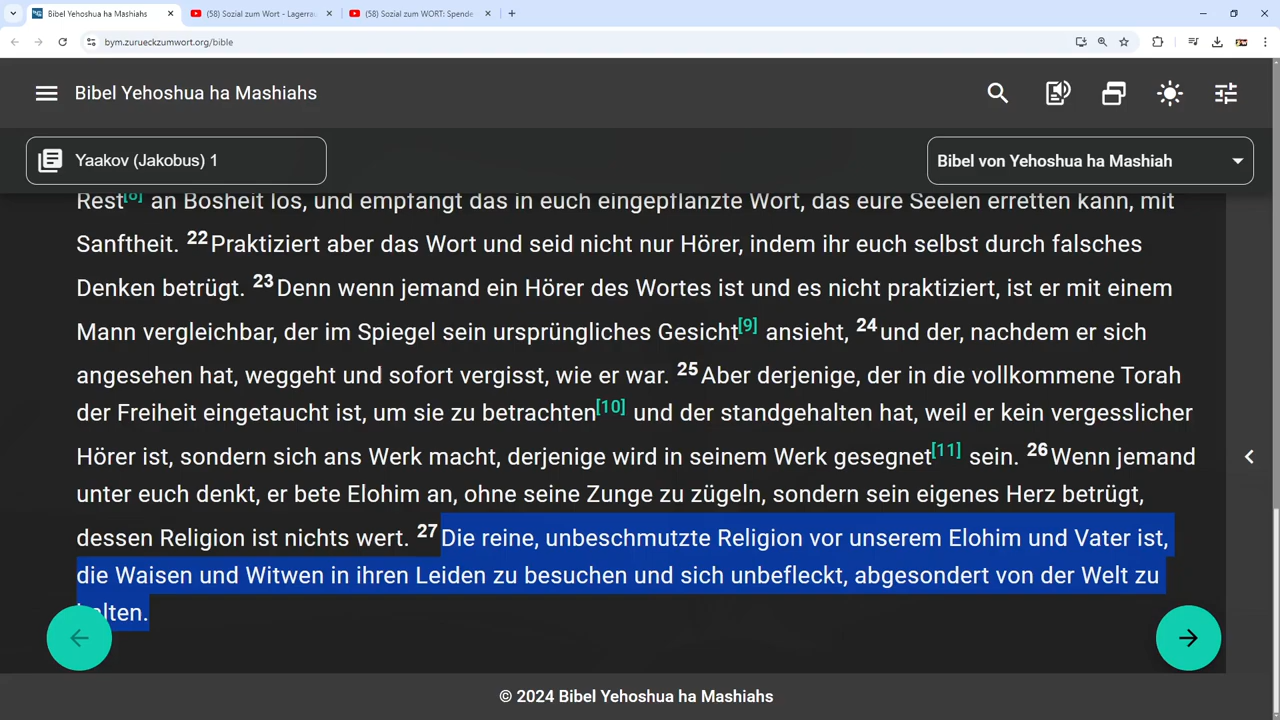 Bibel Yehoshua ha Mashiahs
(58) Sozial zum Wort - Lagerrau
(58) Sozial zum WORT: Spende
bym.zurueckzumwort.org/bible
Bibel Yehoshua ha Mashiahs
Yaakov (Jakobus) 1
Bibel von Yehoshua ha Mashiah
Rest[8] an Bosheit los, und empfangt das in euch eingepflanzte Wort, das eure Seelen erretten kann, mit
Sanftheit. 22 Praktiziert aber das Wort und seid nicht nur Hörer, indem ihr euch selbst durch falsches
Denken betrügt. 23 Denn wenn jemand ein Hörer des Wortes ist und es nicht praktiziert, ist er mit einem
Mann vergleichbar, der im Spiegel sein ursprüngliches Gesicht[9] ansieht, 24 und der, nachdem er sich
angesehen hat, weggeht und sofort vergisst, wie er war. 25 Aber derjenige, der in die vollkommene Torah
der Freiheit eingetaucht ist, um sie zu betrachten[10] und der standgehalten hat, weil er kein vergesslicher
Hörer ist, sondern sich ans Werk macht, derjenige wird in seinem Werk gesegnet[11] sein. 26 Wenn jemand
unter euch denkt, er bete Elohim an, ohne seine Zunge zu zügeln, sondern sein eigenes Herz betrügt,
dessen Religion ist nichts wert. 27 Die reine, unbeschmutzte Religion vor unserem Elohim und Vater ist,
die Waisen und Witwen in ihren Leiden zu besuchen und sich unbefleckt, abgesondert von der Welt zu
halten.
© 2024 Bibel Yehoshua ha Mashiahs